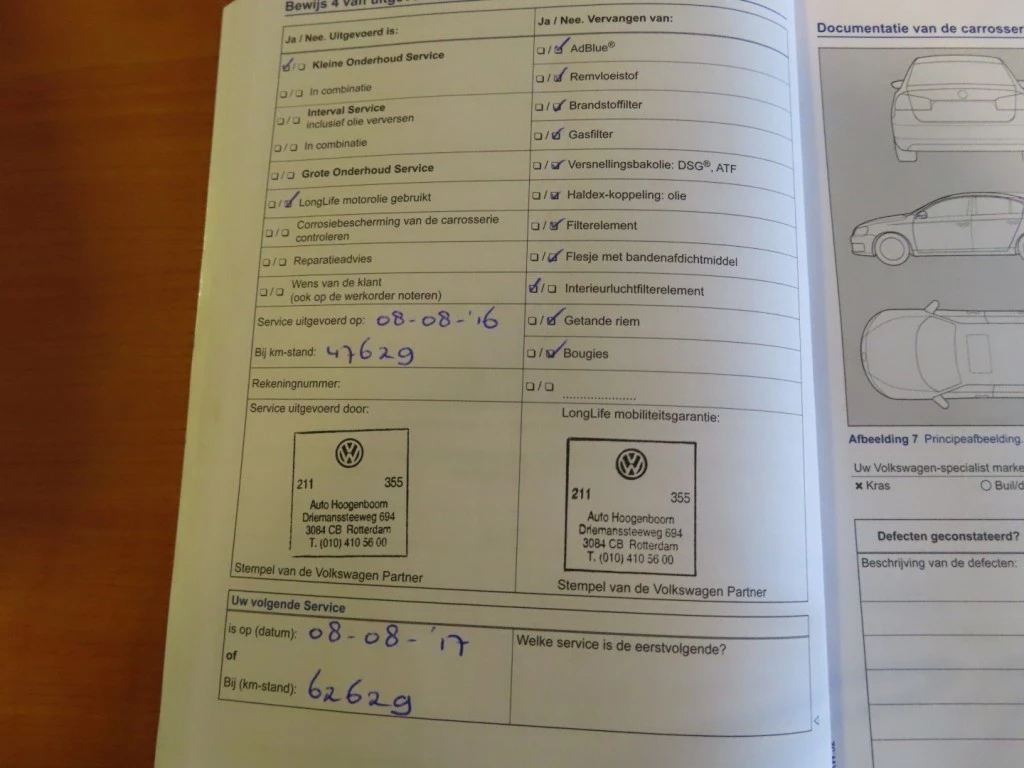 Bewijs 4 van
Ja / Nee. Uitgevoerd is:
☑/☐ Kleine Onderhoud Service
☐/☐ In combinatie
☐/☐ Interval Service
inclusief olie verversen
☐/☐ In combinatie
☐/☐ Grote Onderhoud Service
☐/☑ LongLife motorolie gebruikt
☐/☐ Corrosiebescherming van de carrosserie
controleren
☐/☐ Reparatieadvies
☐/☐ Wens van de klant
(ook op de werkorder noteren)
Service uitgevoerd op: 08-08-'16
Bij km-stand: 47629
Rekeningnummer:
Service uitgevoerd door:
211 355
Auto Hoogenboom
Driemanssteeweg 694
3084 CB Rotterdam
T. (010) 410 56 00
Stempel van de Volkswagen Partner
Ja / Nee. Vervangen van:
☐/☑ AdBlue®
☐/☑ Remvloeistof
☐/☑ Brandstoffilter
☐/☑ Gasfilter
☐/☑ Versnellingsbakolie: DSG®, ATF
☐/☑ Haldex-koppeling: olie
☐/☑ Filterelement
☐/☑ Flesje met bandenafdichtmiddel
☑/☐ Interieurluchtfilterelement
☐/☑ Getande riem
☐/☑ Bougies
☐/☐ ....................
LongLife mobiliteitsgarantie:
211 355
Auto Hoogenboom
Driemanssteeweg 694
3084 CB Rotterdam
T. (010) 410 56 00
Stempel van de Volkswagen Partner
Uw volgende Service
is op (datum): 08-08-'17
of
Bij (km-stand): 62629
Welke service is de eerstvolgende?
Documentatie van de carrosser
Afbeelding 7 Principeafbeelding.
Uw Volkswagen-specialist marke
× Kras ○ Buil/d
Defecten geconstateerd?
Beschrijving van de defecten: